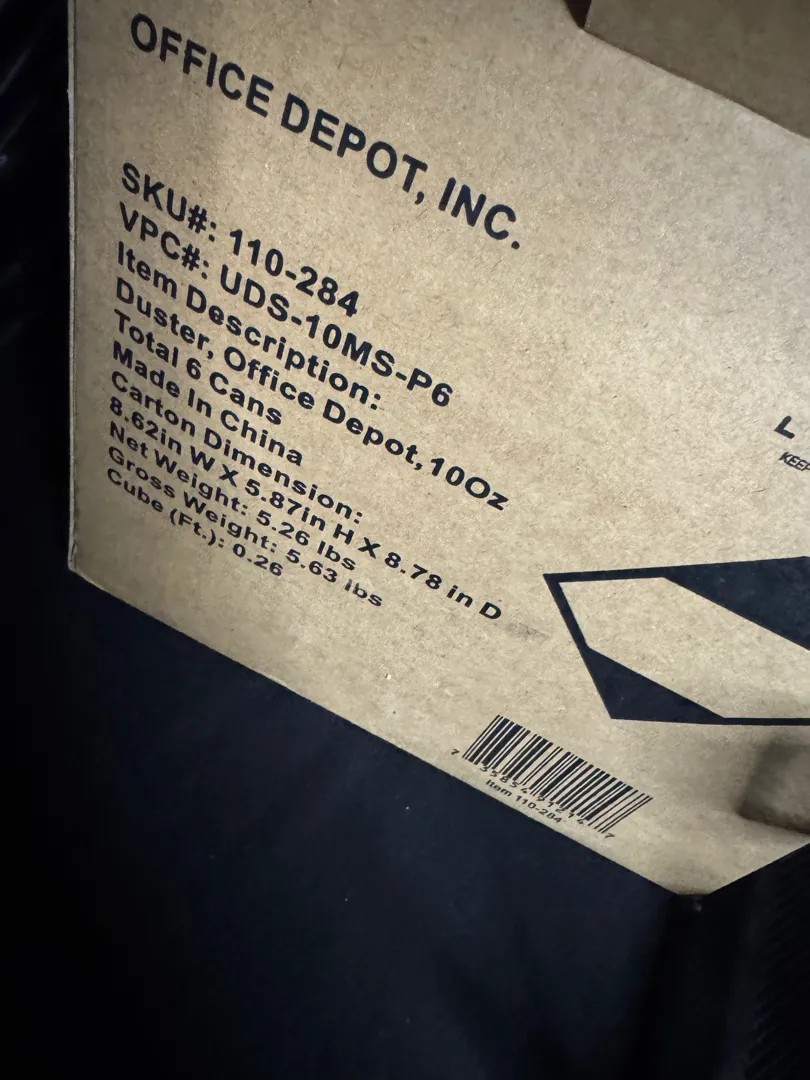 OFFICE DEPOT, INC.
SKU#: 110-284
VPC#: UDS-10MS-P6
Item Description:
Duster, Office Depot, 10Oz
Total 6 Cans
Made In China
Carton Dimension:
8.62in W X 5.87in H X 8.78 in D
Net Weight: 5.26 lbs
Gross Weight: 5.63 lbs
Cube (Ft.): 0.26
L
KEEP
Item 110-284